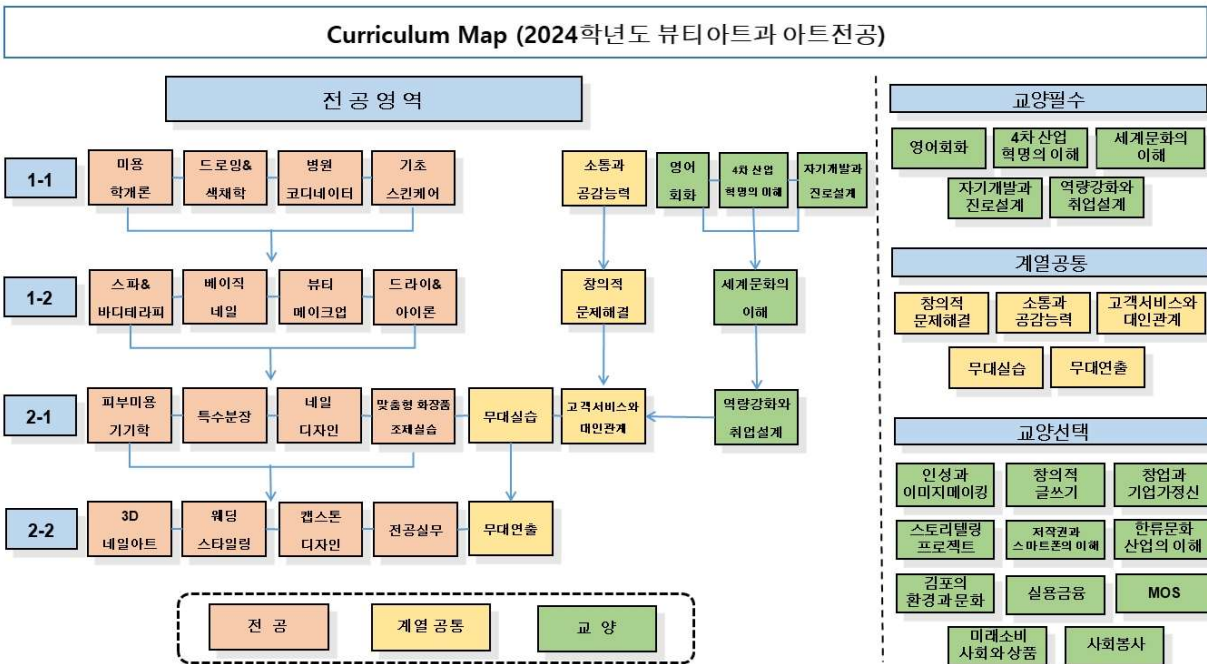 Curriculum Map (2024학년도 뷰티아트과 아트전공)
전공영역
1-1
미용
학개론
드로잉&
색채학
병원
코디네이터
기초
스킨케어
소통과
공감능력
영어
회화
4차 산업
혁명의 이해
자기개발과
진로설계
1-2
스파&
바디테라피
베이직
네일
뷰티
메이크업
드라이&
아이론
창의적
문제해결
세계문화의
이해
2-1
피부미용
기기학
특수분장
네일
디자인
맞춤형 화장품
조제실습
무대실습
고객서비스와
대인관계
역량강화와
취업설계
2-2
3D
네일아트
웨딩
스타일링
캡스톤
디자인
전공실무
무대연출
전 공
계열 공통
교 양
교양필수
영어회화
4차 산업
혁명의 이해
세계문화의
이해
자기개발과
진로설계
역량강화와
취업설계
계열공통
창의적
문제해결
소통과
공감능력
고객서비스와
대인관계
무대실습
무대연출
교양선택
인성과
이미지메이킹
창의적
글쓰기
창업과
기업가정신
스토리텔링
프로젝트
저작권과
스마트폰의 이해
한류문화
산업의 이해
김포의
환경과 문화
실용금융
MOS
미래소비
사회와 상품
사회봉사